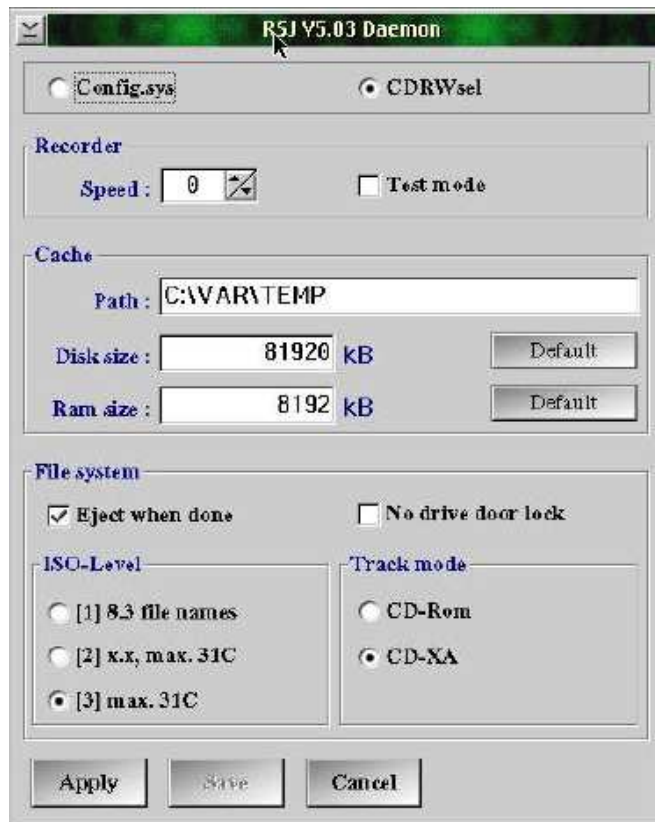 RSJ V5.03 Daemon
Config.sys CDRWsel
Recorder
Speed : 0 Test mode
Cache
Path : C:\VAR\TEMP
Disk size : 81920 kB Default
Ram size : 8192 kB Default
File system
Eject when done No drive door lock
ISO-Level Track mode
[1] 8.3 file names CD-Rom
[2] x.x, max. 31C CD-XA
[3] max. 31C
Apply Save Cancel